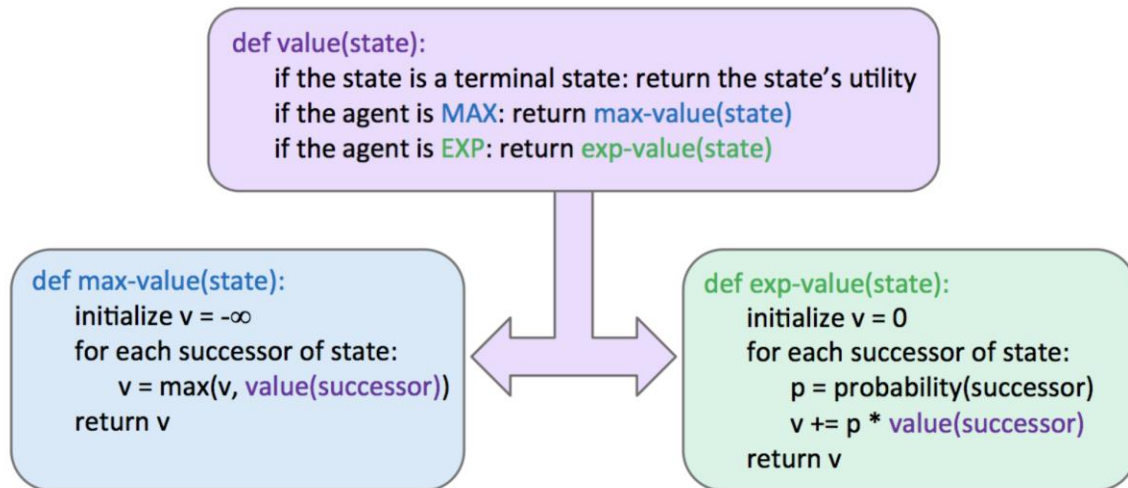 def value(state):
if the state is a terminal state: return the state’s utility
if the agent is MAX: return max-value(state)
if the agent is EXP: return exp-value(state)
def max-value(state):
initialize v = -∞
for each successor of state:
v = max(v, value(successor))
return v
def exp-value(state):
initialize v = 0
for each successor of state:
p = probability(successor)
v += p * value(successor)
return v